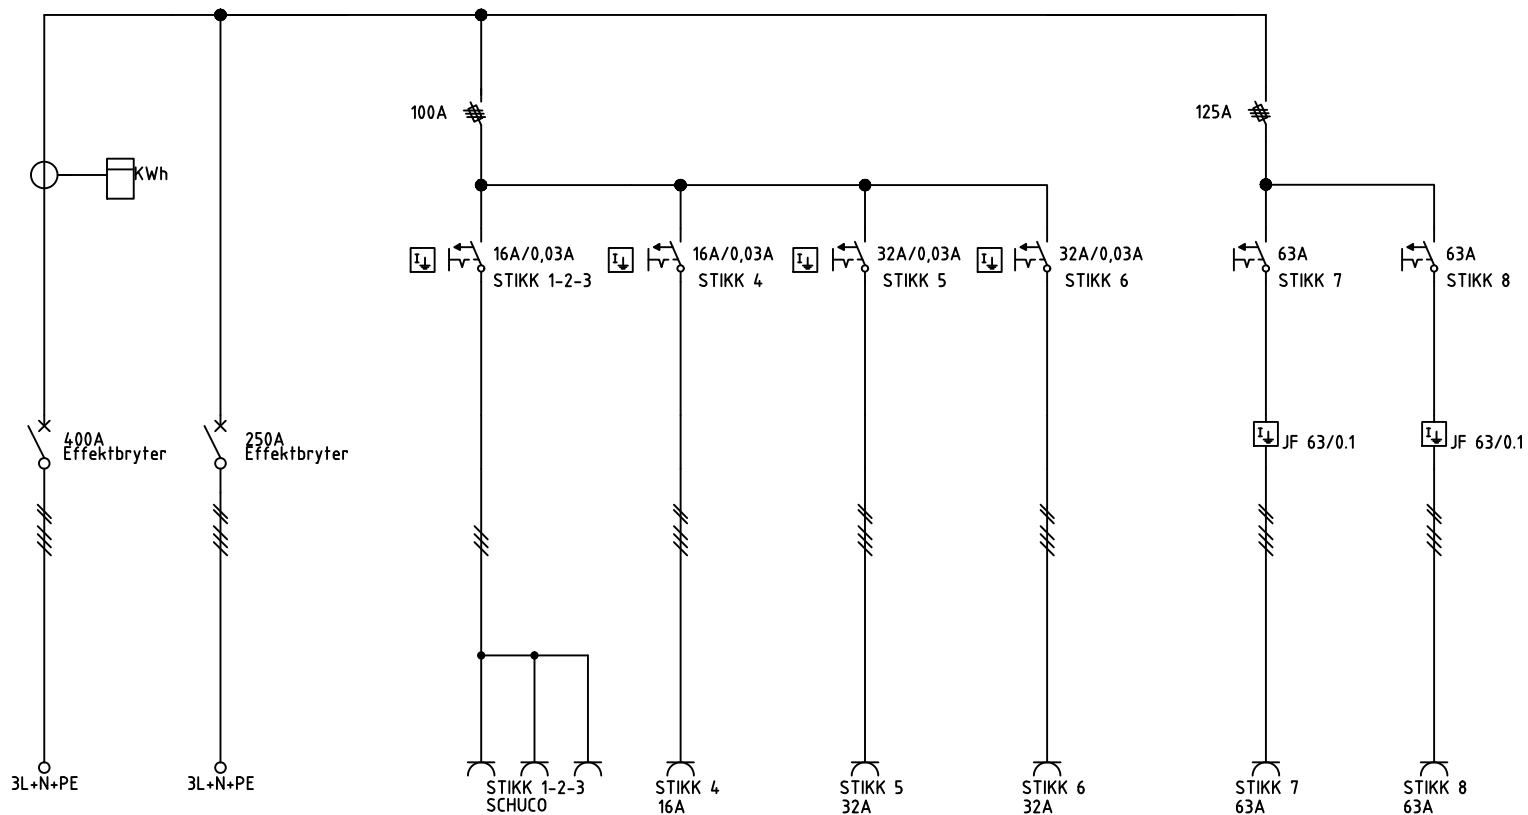 100A
125A
KWh
16A/0,03A
STIKK 1-2-3
16A/0,03A
STIKK 4
32A/0,03A
STIKK 5
32A/0,03A
STIKK 6
63A
STIKK 7
63A
STIKK 8
I
I
I
I
400A
Effektbryter
250A
Effektbryter
I
JF 63/0.1
I
JF 63/0.1
3L+N+PE
3L+N+PE
STIKK 1-2-3
SCHUCO
STIKK 4
16A
STIKK 5
32A
STIKK 6
32A
STIKK 7
63A
STIKK 8
63A